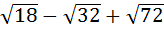 √18 − √32 + √72